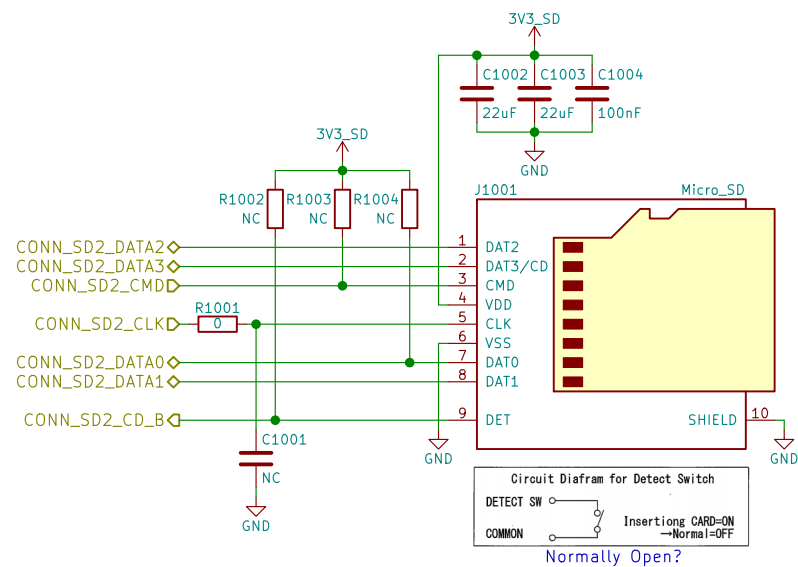 3V3_SD
C1002
C1003
C1004
22uF
22uF
100nF
GND
3V3_SD
R1002
R1003
R1004
NC
NC
NC
J1001
Micro_SD
CONN_SD2_DATA2
1
DAT2
CONN_SD2_DATA3
2
DAT3/CD
CONN_SD2_CMD
3
CMD
4
VDD
R1001
CONN_SD2_CLK
0
5
CLK
6
VSS
CONN_SD2_DATA0
7
DAT0
CONN_SD2_DATA1
8
DAT1
CONN_SD2_CD_B
9
DET
SHIELD
10
C1001
NC
GND
GND
GND
Circuit Diafram for Detect Switch
DETECT SW
Insertiong CARD=ON
COMMON
→Normal=OFF
Normally Open?